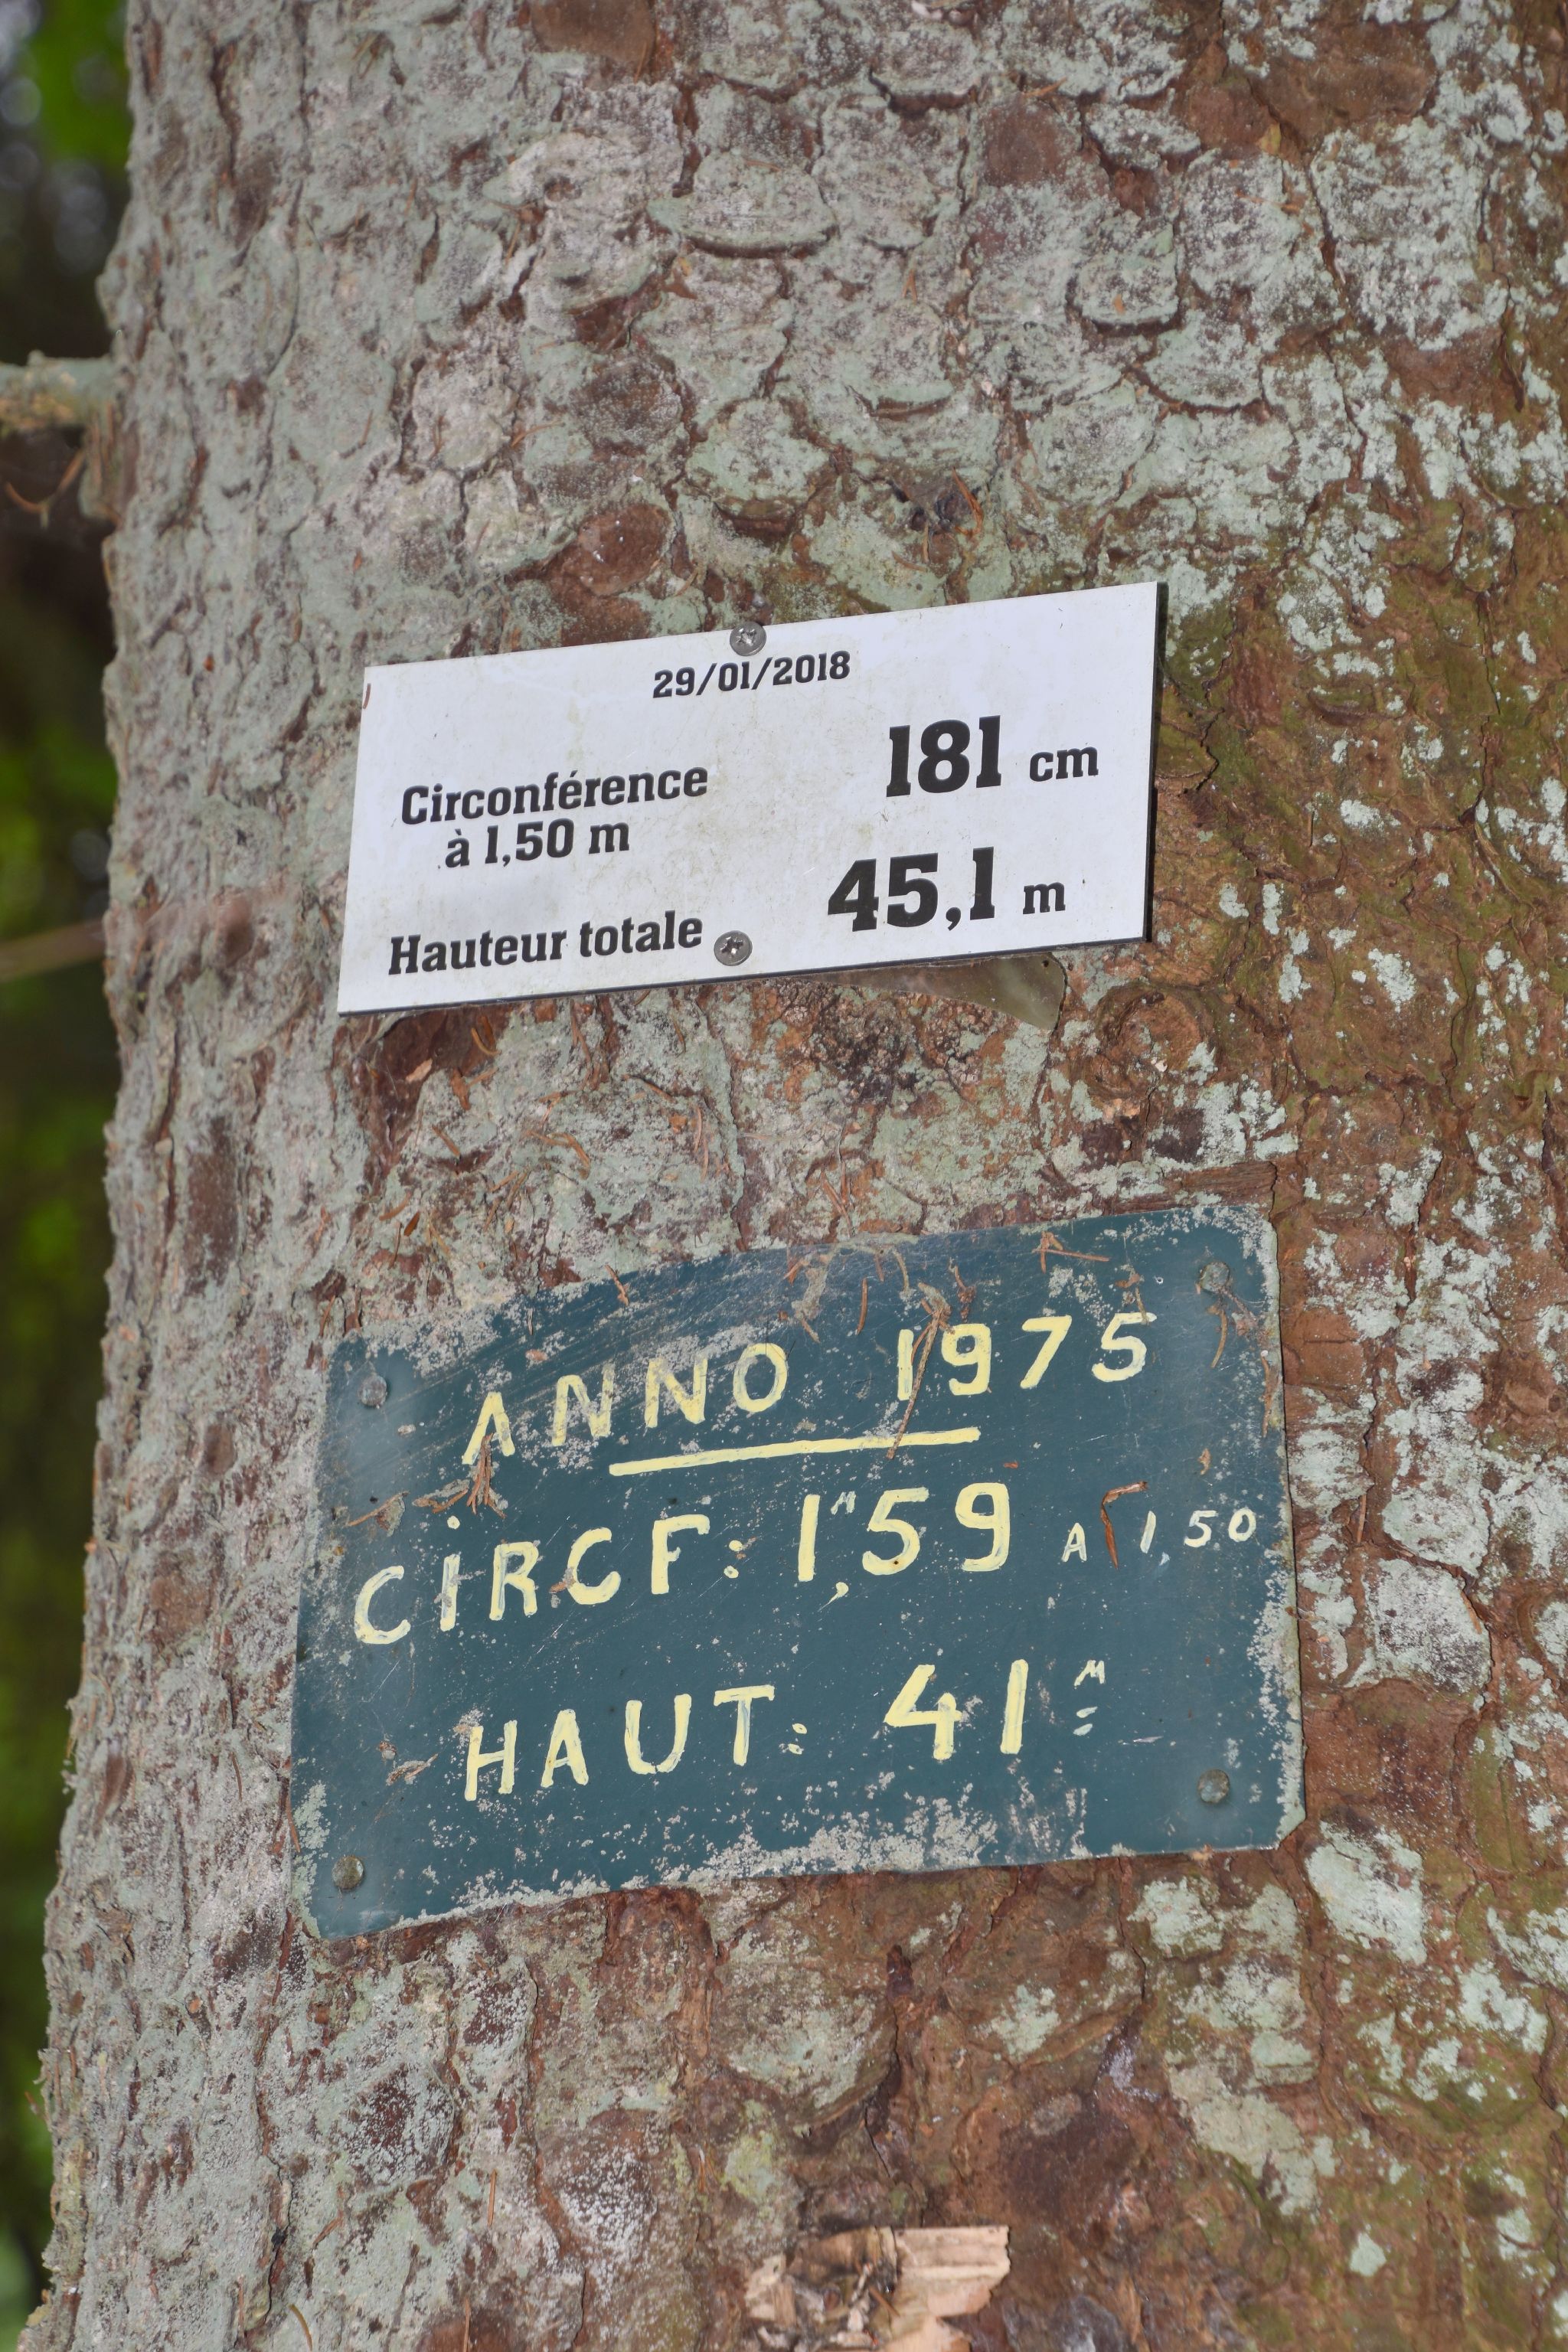 29/01/2018
Circonférence 181 cm
à 1,50 m
Hauteur totale 45,1 m
ANNO 1975
CIRCF: 1,ᴹ59 A 1,50
HAUT: 41ᴹ